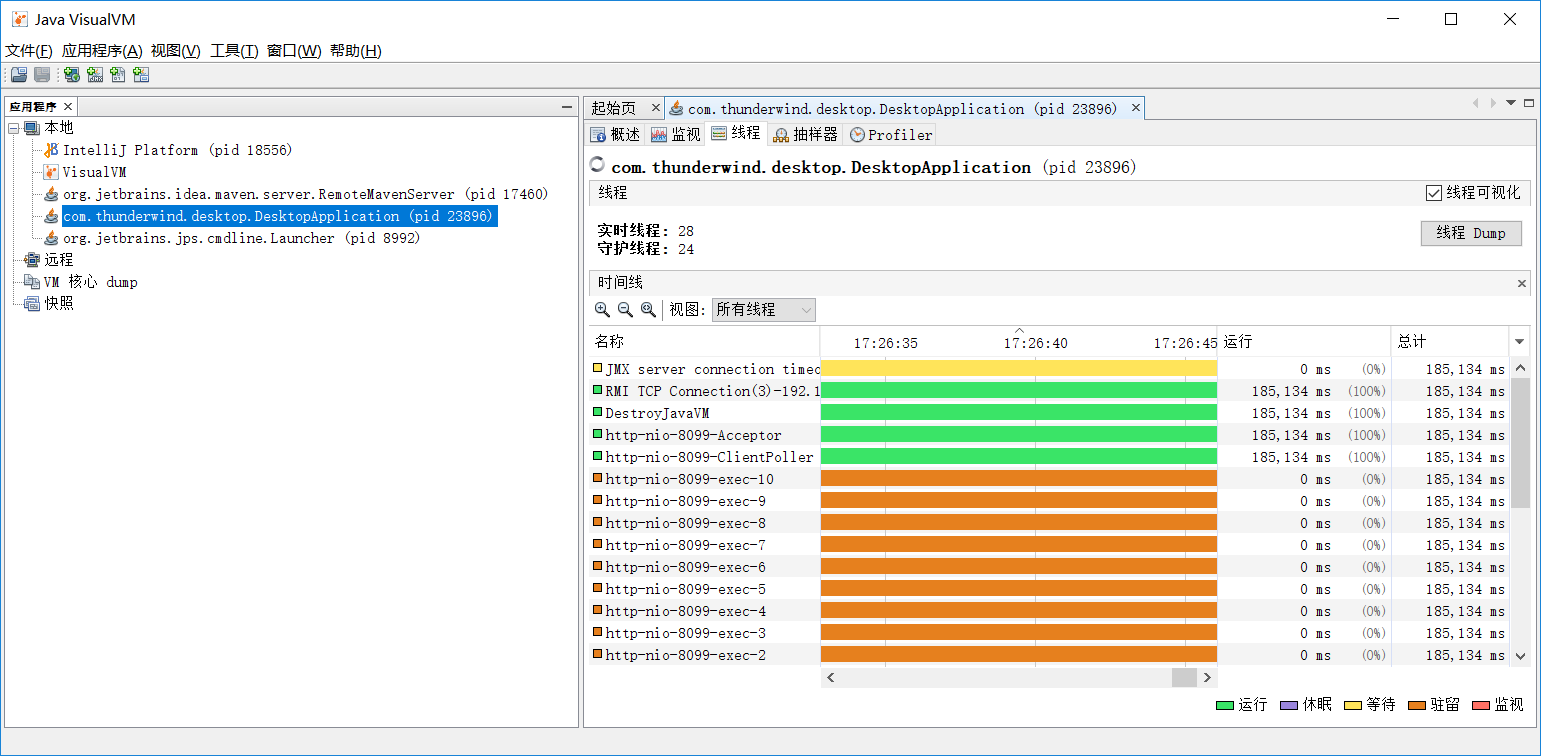 Java VisualVM
文件(F) 应用程序(A) 视图(V) 工具(T) 窗口(W) 帮助(H)
应用程序
本地
IntelliJ Platform (pid 18556)
VisualVM
org.jetbrains.idea.maven.server.RemoteMavenServer (pid 17460)
com.thunderwind.desktop.DesktopApplication (pid 23896)
org.jetbrains.jps.cmdline.Launcher (pid 8992)
远程
VM 核心 dump
快照
起始页 com.thunderwind.desktop.DesktopApplication (pid 23896)
概述 监视 线程 抽样器 Profiler
com.thunderwind.desktop.DesktopApplication (pid 23896)
线程 线程可视化
实时线程: 28
守护线程: 24
线程 Dump
时间线
视图: 所有线程
名称 17:26:35 17:26:40 17:26:45 运行 总计
JMX server connection timeo 0 ms (0%) 185,134 ms
RMI TCP Connection(3)-192.1 185,134 ms (100%) 185,134 ms
DestroyJavaVM 185,134 ms (100%) 185,134 ms
http-nio-8099-Acceptor 185,134 ms (100%) 185,134 ms
http-nio-8099-ClientPoller 185,134 ms (100%) 185,134 ms
http-nio-8099-exec-10 0 ms (0%) 185,134 ms
http-nio-8099-exec-9 0 ms (0%) 185,134 ms
http-nio-8099-exec-8 0 ms (0%) 185,134 ms
http-nio-8099-exec-7 0 ms (0%) 185,134 ms
http-nio-8099-exec-6 0 ms (0%) 185,134 ms
http-nio-8099-exec-5 0 ms (0%) 185,134 ms
http-nio-8099-exec-4 0 ms (0%) 185,134 ms
http-nio-8099-exec-3 0 ms (0%) 185,134 ms
http-nio-8099-exec-2 0 ms (0%) 185,134 ms
运行 休眠 等待 驻留 监视